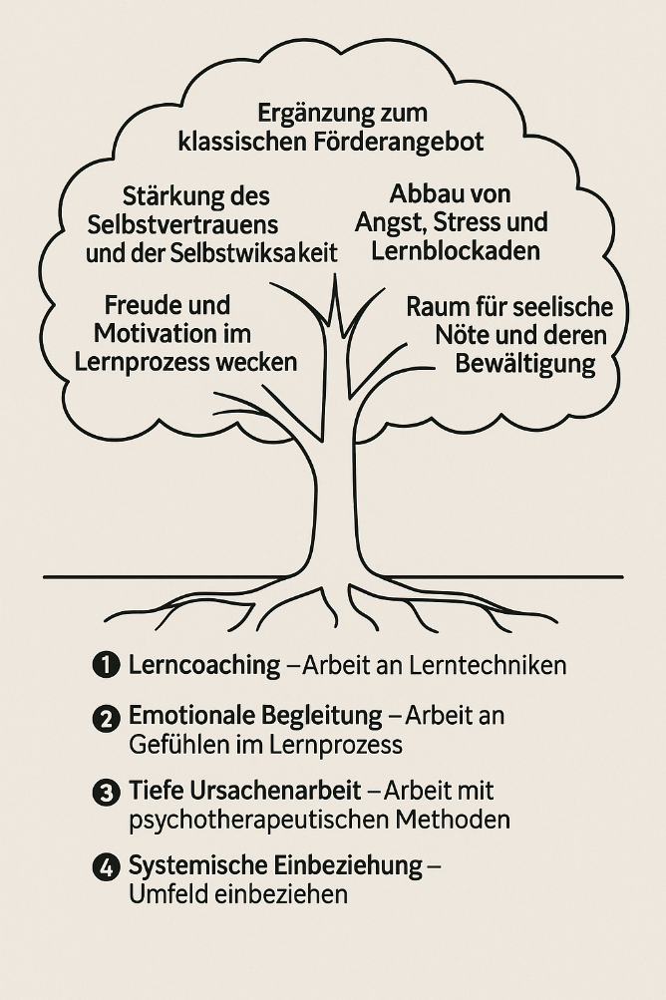 Ergänzung zum
klassischen Förderangebot
Stärkung des
Selbstvertrauens
und der Selbstwiksakeit
Abbau von
Angst, Stress und
Lernblockaden
Freude und
Motivation im
Lernprozess wecken
Raum für seelische
Nöte und deren
Bewältigung
1 Lerncoaching – Arbeit an Lerntechniken
2 Emotionale Begleitung – Arbeit an
Gefühlen im Lernprozess
3 Tiefe Ursachenarbeit – Arbeit mit
psychotherapeutischen Methoden
4 Systemische Einbeziehung –
Umfeld einbeziehen